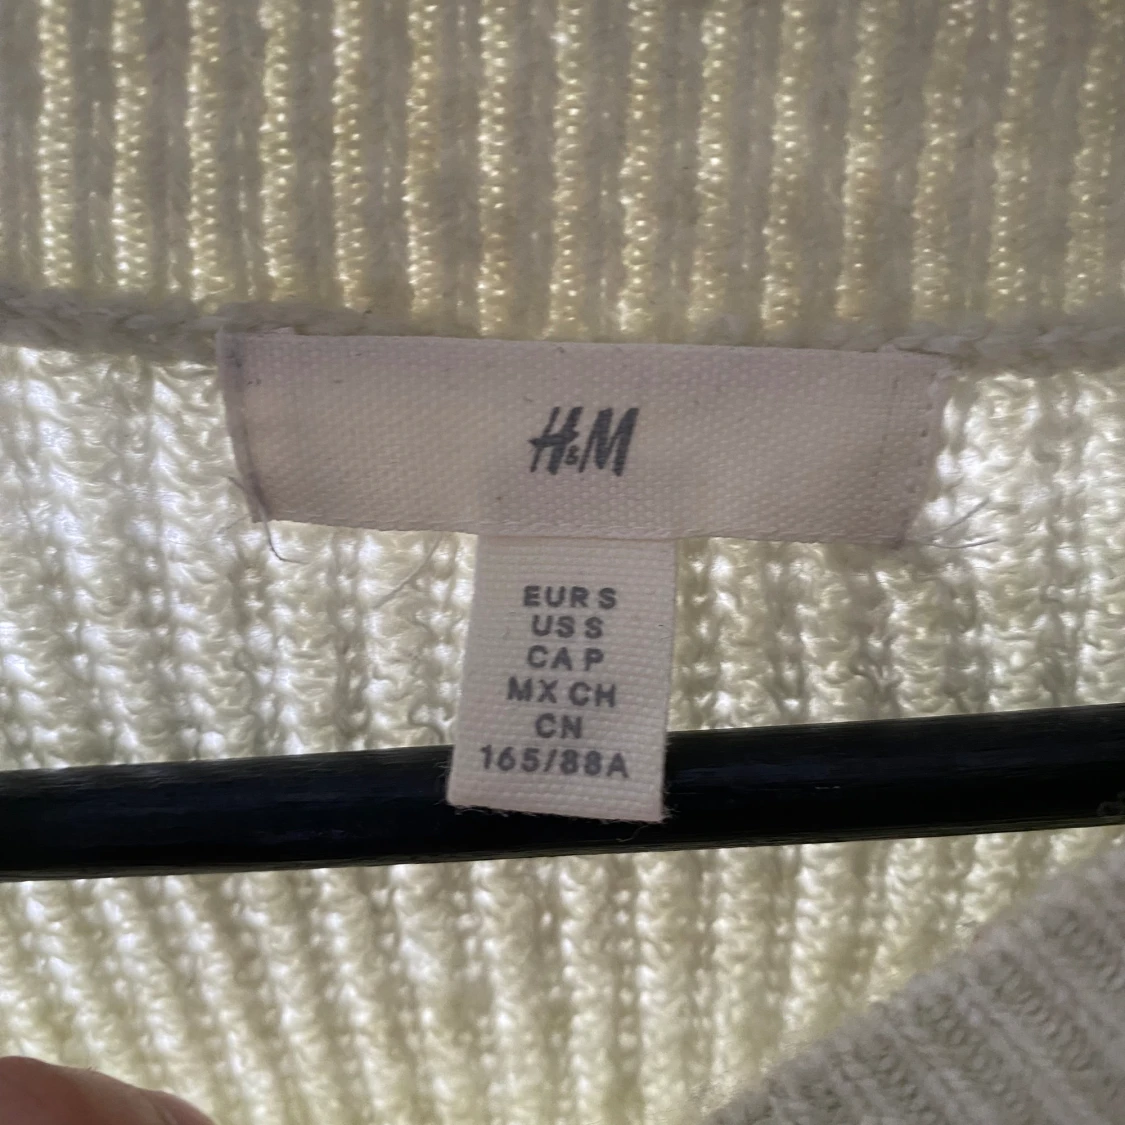 H&M
EUR S
US S
CA P
MX CH
CN
165/88A